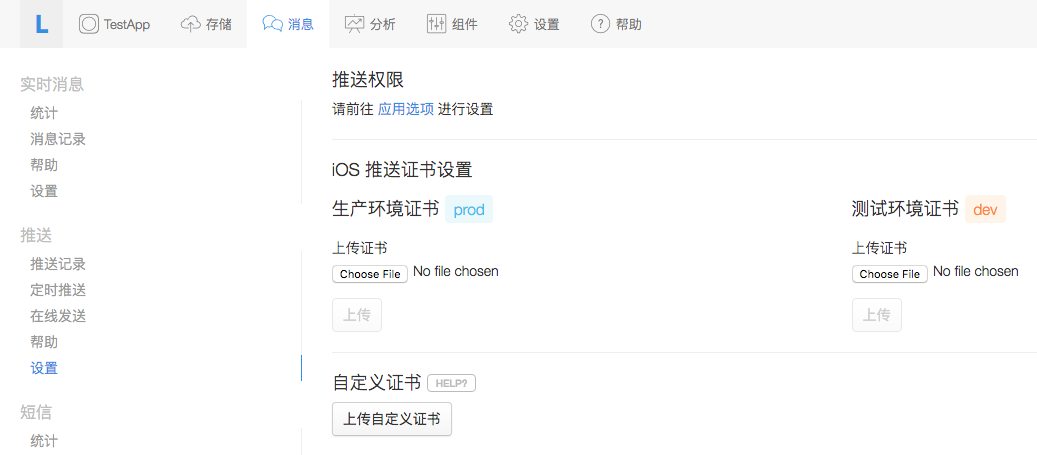 L TestApp 存储 消息 分析 组件 设置 ? 帮助
实时消息
统计
消息记录
帮助
设置
推送
推送记录
定时推送
在线发送
帮助
设置
短信
统计
推送权限
请前往 应用选项 进行设置
iOS 推送证书设置
生产环境证书 prod
上传证书
Choose File No file chosen
上传
测试环境证书 dev
上传证书
Choose File No file chosen
上传
自定义证书 HELP?
上传自定义证书